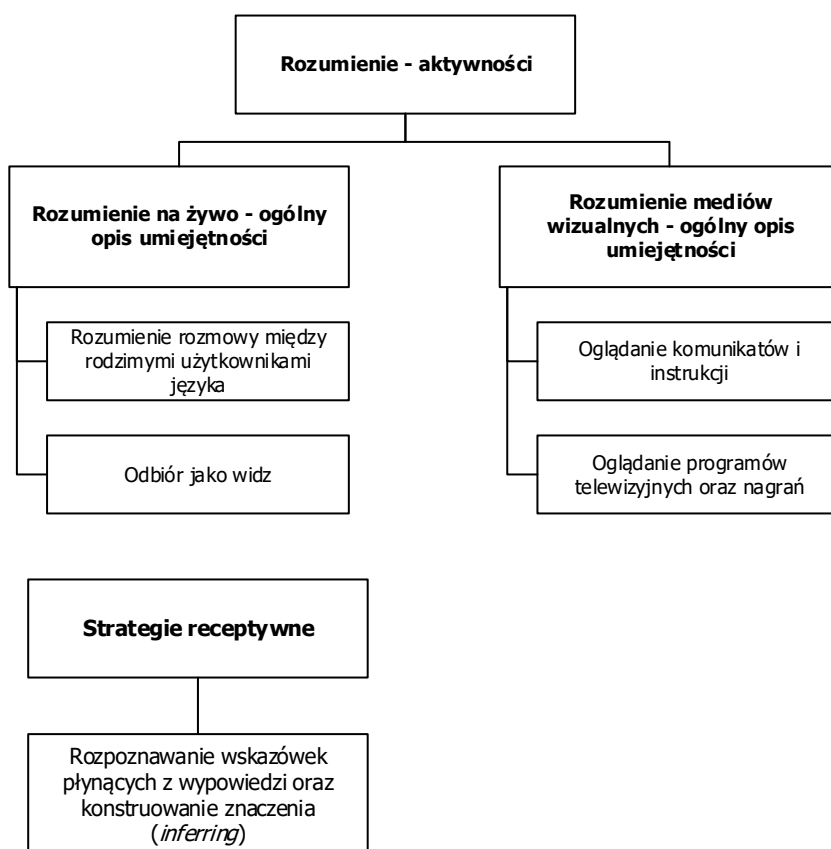 Rozumienie - aktywności
Rozumienie na żywo - ogólny
opis umiejętności
Rozumienie mediów
wizualnych - ogólny opis
umiejętności
Rozumienie rozmowy między
rodzimymi użytkownikami
języka
Oglądanie komunikatów i
instrukcji
Odbiór jako widz
Oglądanie programów
telewizyjnych oraz nagrań
Strategie receptywne
Rozpoznawanie wskazówek
płynących z wypowiedzi oraz
konstruowanie znaczenia
(inferring)